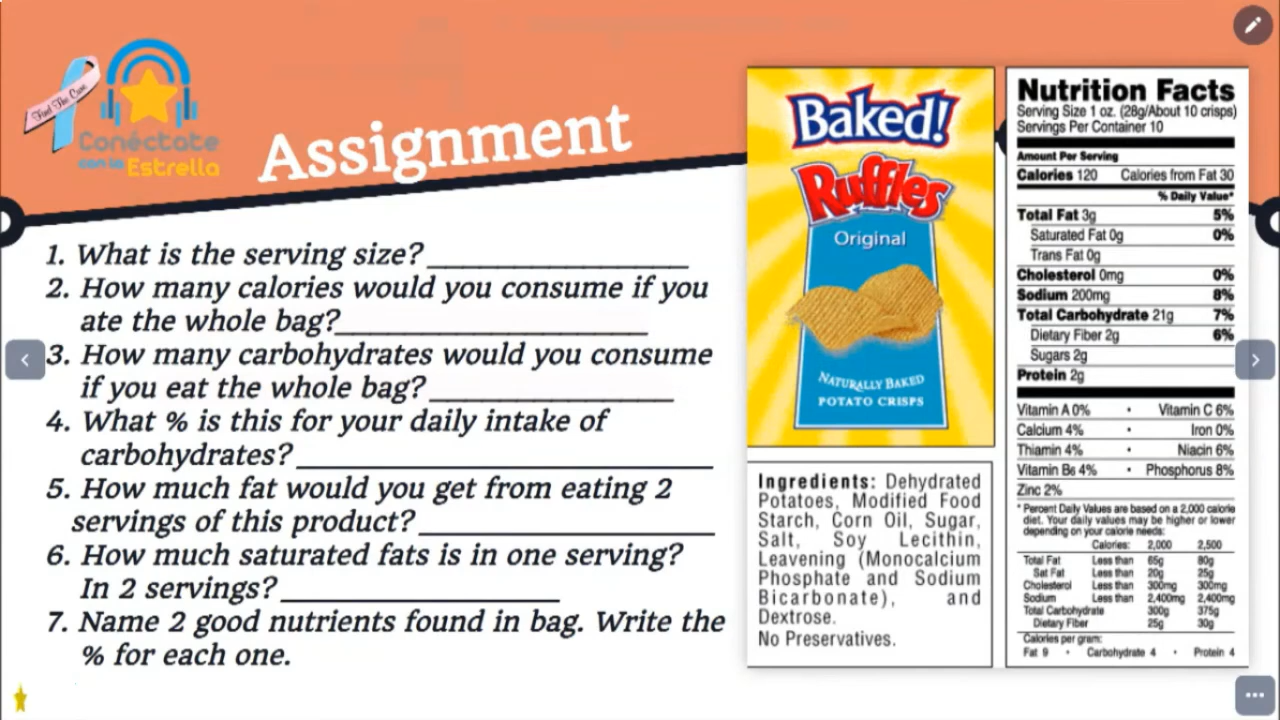 Find The Cure
Conéctate
con la Estrella
Assignment
1. What is the serving size? ____________________
2. How many calories would you consume if you
ate the whole bag?________________________
3. How many carbohydrates would you consume
if you eat the whole bag? ___________________
4. What % is this for your daily intake of
carbohydrates? ________________________________
5. How much fat would you get from eating 2
servings of this product? _______________________
6. How much saturated fats is in one serving?
In 2 servings? _____________________
7. Name 2 good nutrients found in bag. Write the
% for each one.
Baked!
Ruffles
Original
NATURALLY BAKED
POTATO CRISPS
Ingredients: Dehydrated
Potatoes, Modified Food
Starch, Corn Oil, Sugar,
Salt, Soy Lecithin,
Leavening (Monocalcium
Phosphate and Sodium
Bicarbonate), and
Dextrose.
No Preservatives.
Nutrition Facts
Serving Size 1 oz. (28g/About 10 crisps)
Servings Per Container 10
Amount Per Serving
Calories 120 Calories from Fat 30
% Daily Value*
Total Fat 3g 5%
Saturated Fat 0g 0%
Trans Fat 0g
Cholesterol 0mg 0%
Sodium 200mg 8%
Total Carbohydrate 21g 7%
Dietary Fiber 2g 6%
Sugars 2g
Protein 2g
Vitamin A 0% • Vitamin C 6%
Calcium 4% • Iron 0%
Thiamin 4% • Niacin 6%
Vitamin B6 4% • Phosphorus 8%
Zinc 2%
* Percent Daily Values are based on a 2,000 calorie
diet. Your daily values may be higher or lower
depending on your calorie needs:
Calories: 2,000 2,500
Total Fat Less than 65g 80g
Sat Fat Less than 20g 25g
Cholesterol Less than 300mg 300mg
Sodium Less than 2,400mg 2,400mg
Total Carbohydrate 300g 375g
Dietary Fiber 25g 30g
Calories per gram:
Fat 9 • Carbohydrate 4 • Protein 4